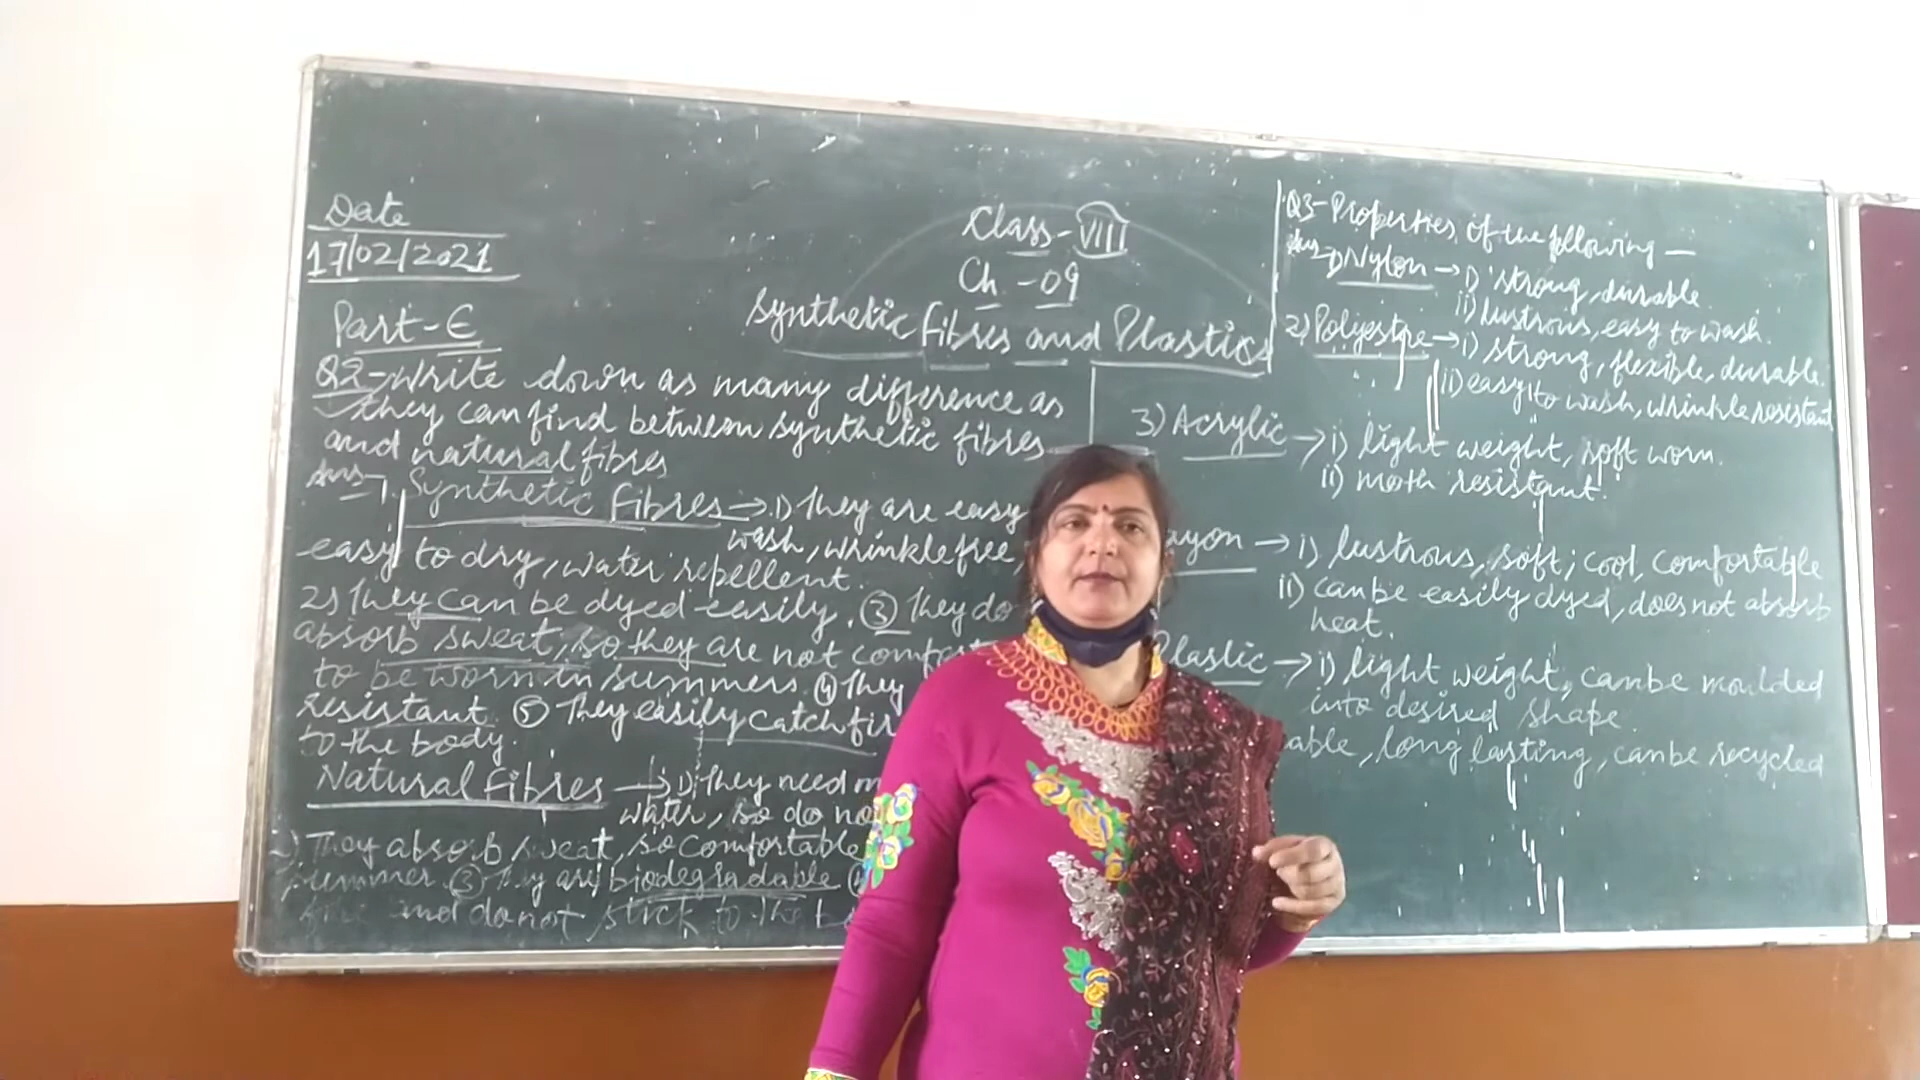 Date
17/02/2021
Class-VIII
Ch-09
Synthetic Fibres and Plastics
Part-E
Q2-Write down as many difference as
they can find between synthetic fibres
and natural fibres
Ans-
Synthetic Fibres → 1) They are easy
wash, wrinkle free,
easy to dry, water repellent.
2) They can be dyed easily. (3) They do
absorb sweat, so they are not
to be worn in summers. (4) They
resistant. (5) They easily catch
to the body.
Natural Fibres → 1) They need
water, so do
2) They absorb sweat, so comfortable
summer. (3) They are biodegradable (4)
and do not stick to the
Q3-Properties of the following —
Ans-
1) Nylon → i) strong, durable
ii) lustrous, easy to wash.
2) Polyestre → i) strong, flexible, durable.
ii) easy to wash, wrinkle resistant
3) Acrylic → i) light weight, soft worn.
ii) moth resistant.
ayon → i) lustrous, soft, cool, comfortable
ii) can be easily dyed, does not absorb
heat.
Plastic → i) light weight, can be moulded
into desired shape
able, long lasting, can be recycled